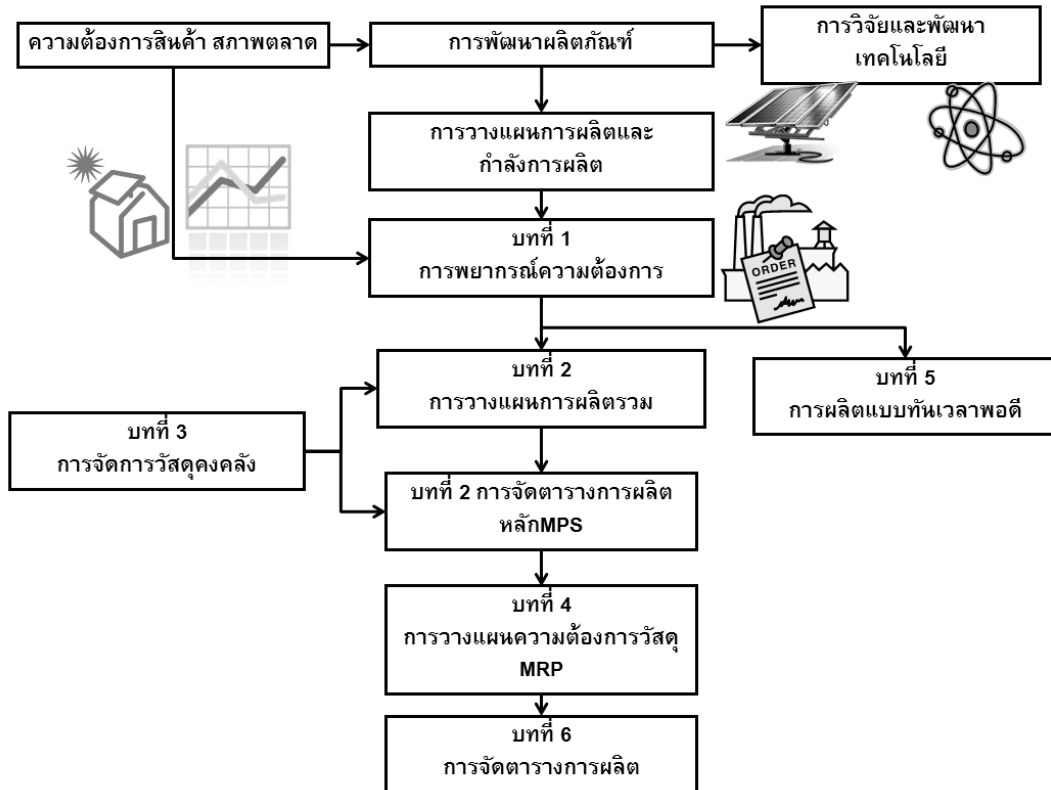 ความต้องการสินค้า สภาพตลาด
การพัฒนาผลิตภัณฑ์
การวิจัยและพัฒนา
เทคโนโลยี
การวางแผนการผลิตและ
กำลังการผลิต
บทที่ 1
การพยากรณ์ความต้องการ
ORDER
บทที่ 2
การวางแผนการผลิตรวม
บทที่ 5
การผลิตแบบทันเวลาพอดี
บทที่ 3
การจัดการวัสดุคงคลัง
บทที่ 2 การจัดตารางการผลิต
หลักMPS
บทที่ 4
การวางแผนความต้องการวัสดุ
MRP
บทที่ 6
การจัดตารางการผลิต